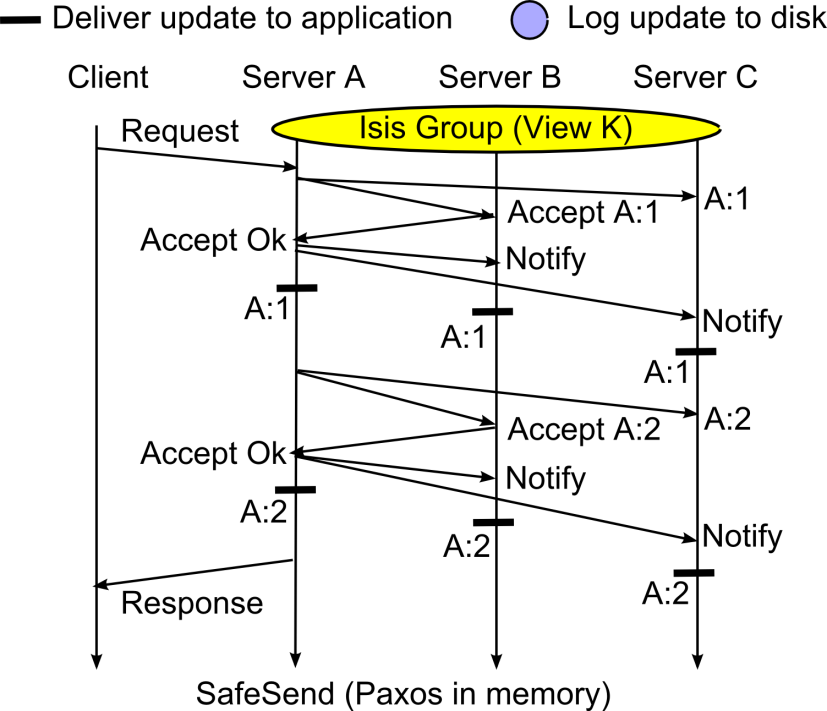 Deliver update to application
Log update to disk
Client
Server A
Server B
Server C
Isis Group (View K)
Request
A:1
Accept A:1
Accept Ok
Notify
A:1
Notify
A:1
A:1
A:2
Accept A:2
Accept Ok
Notify
A:2
Notify
A:2
A:2
Response
SafeSend (Paxos in memory)